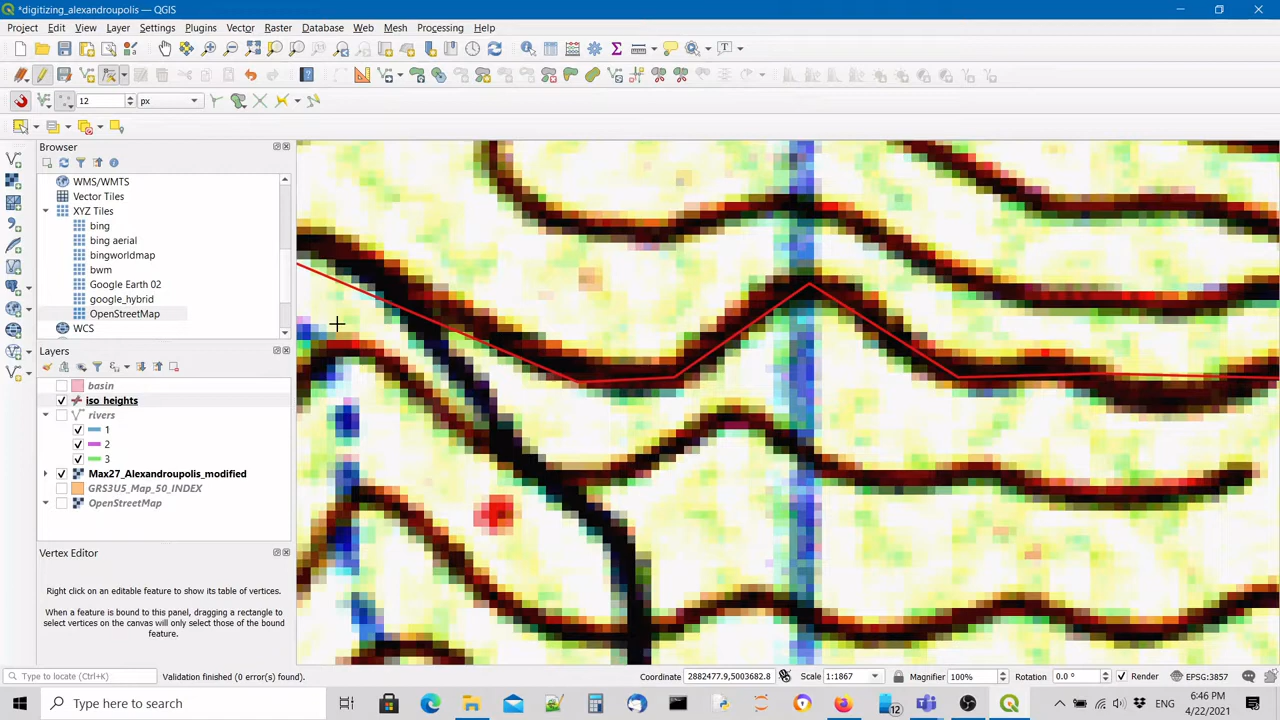 *digitizing_alexandroupolis — QGIS
Project Edit View Layer Settings Plugins Vector Raster Database Web Mesh Processing Help
12 px
Browser
WMS/WMTS
Vector Tiles
XYZ Tiles
bing
bing aerial
bingworldmap
bwm
Google Earth 02
google_hybrid
OpenStreetMap
WCS
Layers
basin
iso_heights
rivers
1
2
3
Max27_Alexandroupolis_modified
GRS3U5_Map_50_INDEX
OpenStreetMap
Vertex Editor
Right click on an editable feature to show its table of vertices.
When a feature is bound to this panel, dragging a rectangle to
select vertices on the canvas will only select those of the bound
feature.
Type to locate (Ctrl+K) Validation finished (0 error(s) found). Coordinate 2882477.9,5003682.8 Scale 1:1867 Magnifier 100% Rotation 0.0 ° Render EPSG:3857
Type here to search 12 ENG 6:46 PM
4/22/2021